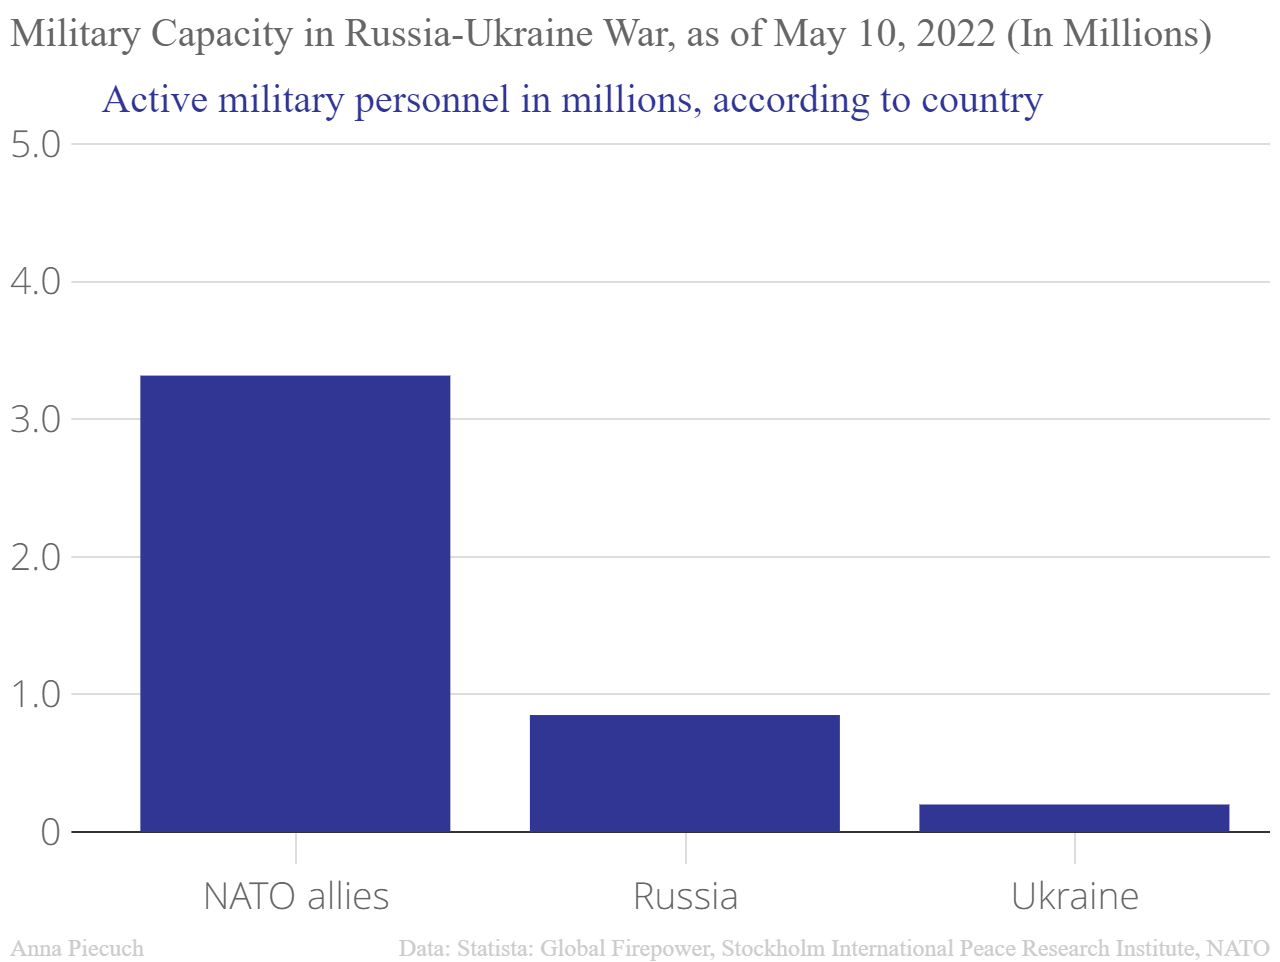 Military Capacity in Russia-Ukraine War, as of May 10, 2022 (In Millions)
Active military personnel in millions, according to country
5.0
4.0
3.0
2.0
1.0
0
NATO allies
Russia
Ukraine
Anna Piecuch
Data: Statista: Global Firepower, Stockholm International Peace Research Institute, NATO